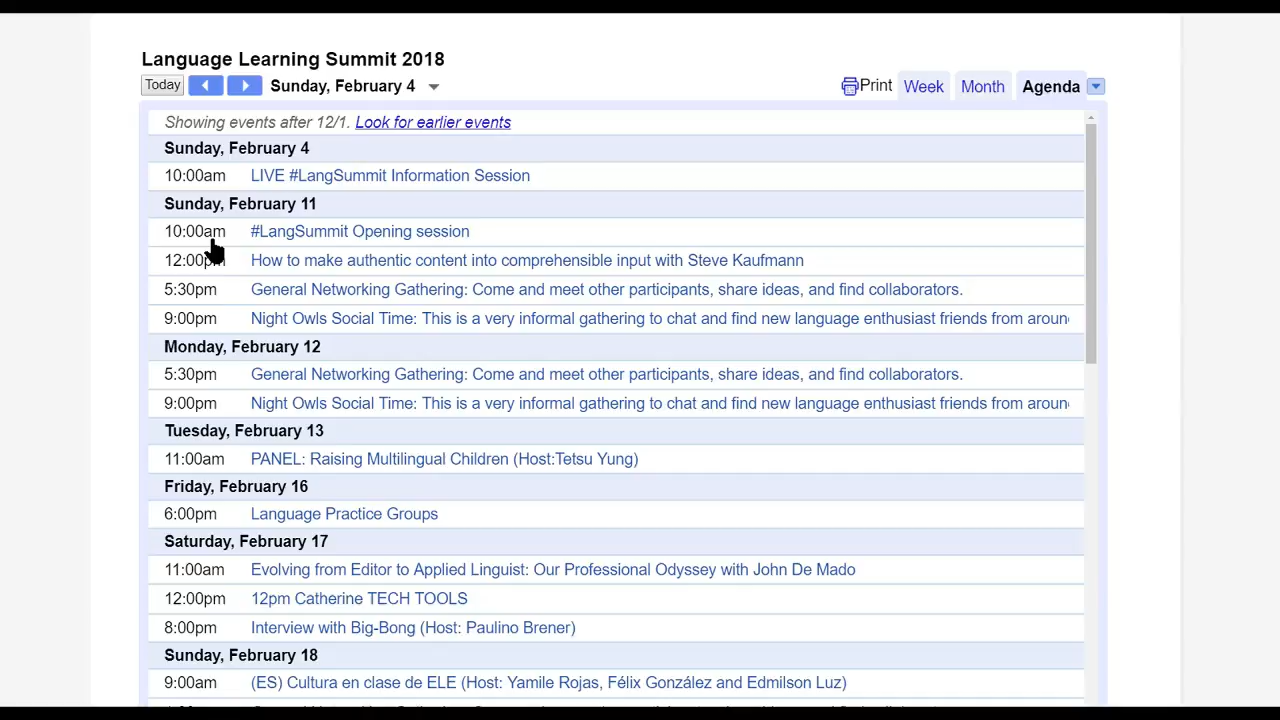 Language Learning Summit 2018
Today Sunday, February 4 Print Week Month Agenda
Showing events after 12/1. Look for earlier events
Sunday, February 4
10:00am LIVE #LangSummit Information Session
Sunday, February 11
10:00am #LangSummit Opening session
12:00pm How to make authentic content into comprehensible input with Steve Kaufmann
5:30pm General Networking Gathering: Come and meet other participants, share ideas, and find collaborators.
9:00pm Night Owls Social Time: This is a very informal gathering to chat and find new language enthusiast friends from aroun
Monday, February 12
5:30pm General Networking Gathering: Come and meet other participants, share ideas, and find collaborators.
9:00pm Night Owls Social Time: This is a very informal gathering to chat and find new language enthusiast friends from aroun
Tuesday, February 13
11:00am PANEL: Raising Multilingual Children (Host:Tetsu Yung)
Friday, February 16
6:00pm Language Practice Groups
Saturday, February 17
11:00am Evolving from Editor to Applied Linguist: Our Professional Odyssey with John De Mado
12:00pm 12pm Catherine TECH TOOLS
8:00pm Interview with Big-Bong (Host: Paulino Brener)
Sunday, February 18
9:00am (ES) Cultura en clase de ELE (Host: Yamile Rojas, Félix González and Edmilson Luz)